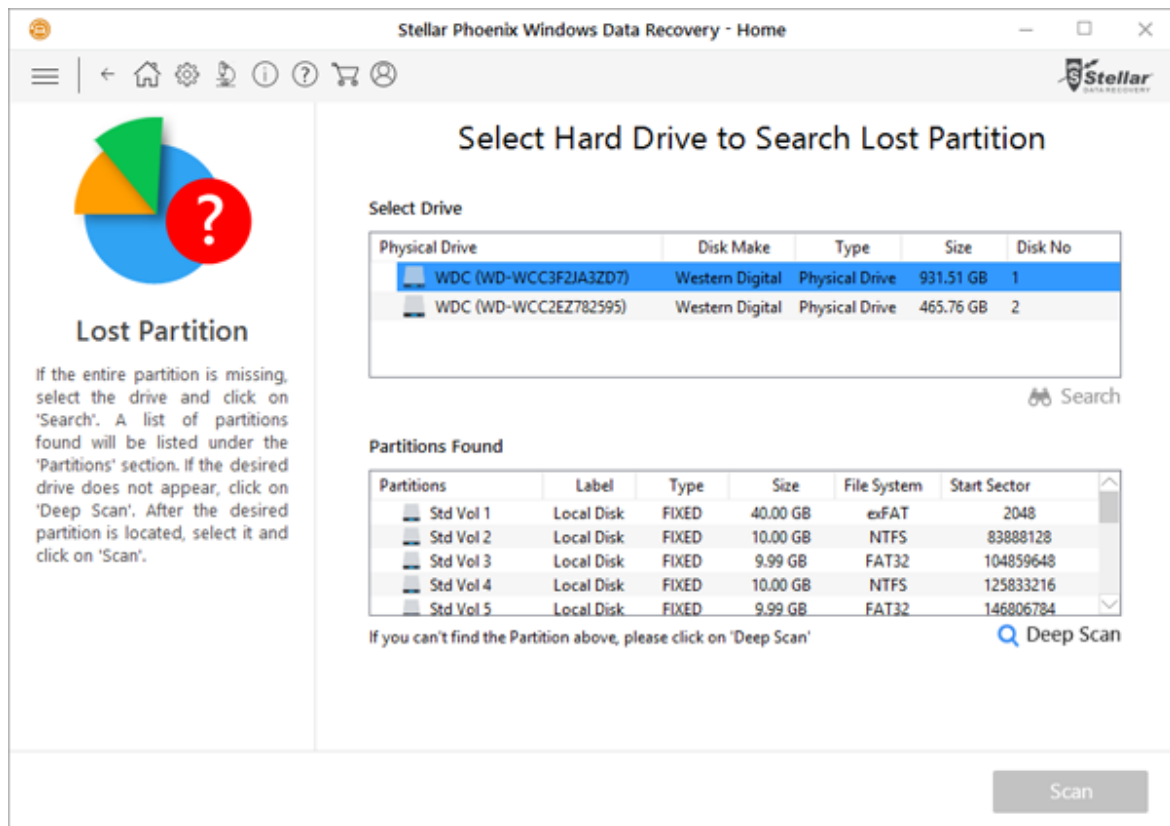 Stellar Phoenix Windows Data Recovery - Home
Stellar
DATA RECOVERY
?
Lost Partition
If the entire partition is missing,
select the drive and click on
'Search'. A list of partitions
found will be listed under the
'Partitions' section. If the desired
drive does not appear, click on
'Deep Scan'. After the desired
partition is located, select it and
click on 'Scan'.
Select Hard Drive to Search Lost Partition
Select Drive
Physical Drive Disk Make Type Size Disk No
WDC (WD-WCC3F2JA3ZD7) Western Digital Physical Drive 931.51 GB 1
WDC (WD-WCC2EZ782595) Western Digital Physical Drive 465.76 GB 2
Search
Partitions Found
Partitions Label Type Size File System Start Sector
Std Vol 1 Local Disk FIXED 40.00 GB exFAT 2048
Std Vol 2 Local Disk FIXED 10.00 GB NTFS 83888128
Std Vol 3 Local Disk FIXED 9.99 GB FAT32 104859648
Std Vol 4 Local Disk FIXED 10.00 GB NTFS 125833216
Std Vol 5 Local Disk FIXED 9.99 GB FAT32 146806784
If you can't find the Partition above, please click on 'Deep Scan'
Deep Scan
Scan